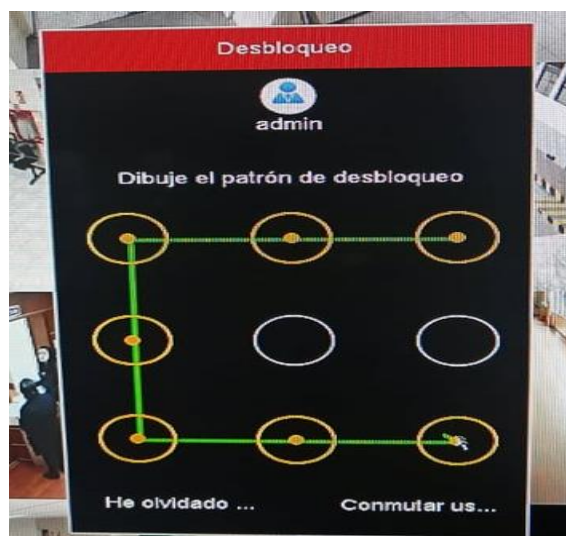 Desbloqueo
admin
Dibuje el patrón de desbloqueo
He olvidado ...
Conmutar us...